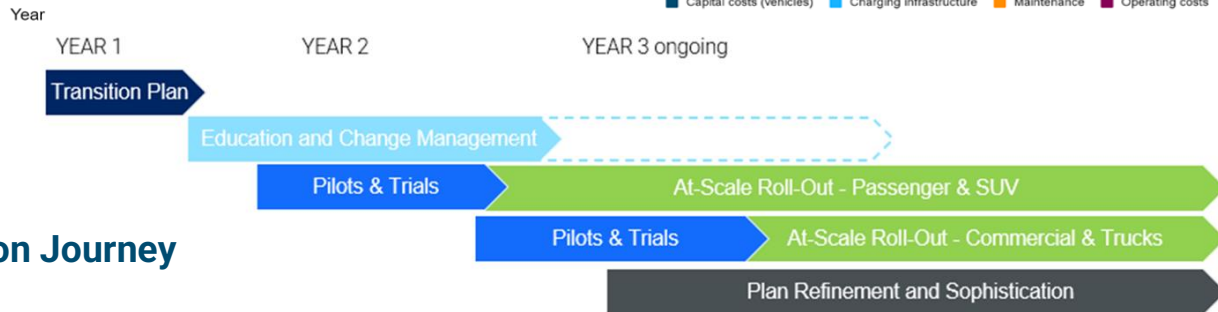 Capital costs (vehicles) Charging infrastructure Maintenance Operating costs
Year
YEAR 1 YEAR 2 YEAR 3 ongoing
Transition Plan
Education and Change Management
Pilots & Trials At-Scale Roll-Out - Passenger & SUV
Pilots & Trials At-Scale Roll-Out - Commercial & Trucks
on Journey
Plan Refinement and Sophistication